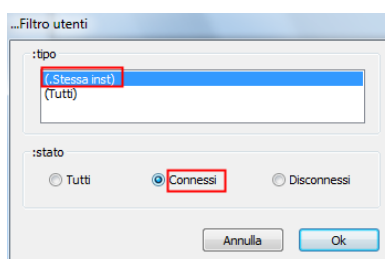 ...Filtro utenti
:tipo
(.Stessa inst)
(Tutti)
:stato
Tutti Connessi Disconnessi
Annulla Ok